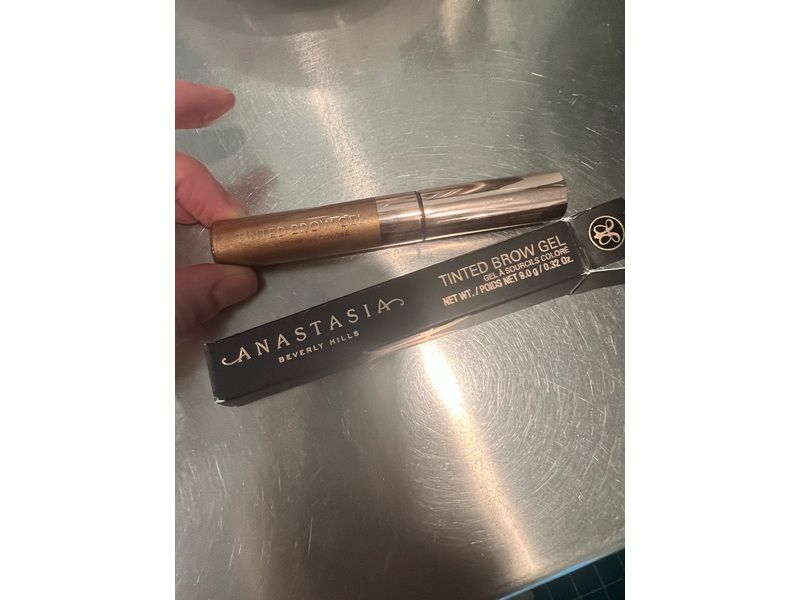 TINTED BROW GEL
ANASTASIA
BEVERLY HILLS
TINTED BROW GEL
GEL À SOURCILS COLORÉ
NET WT. / POIDS NET 9.0 g / 0.32 Oz.